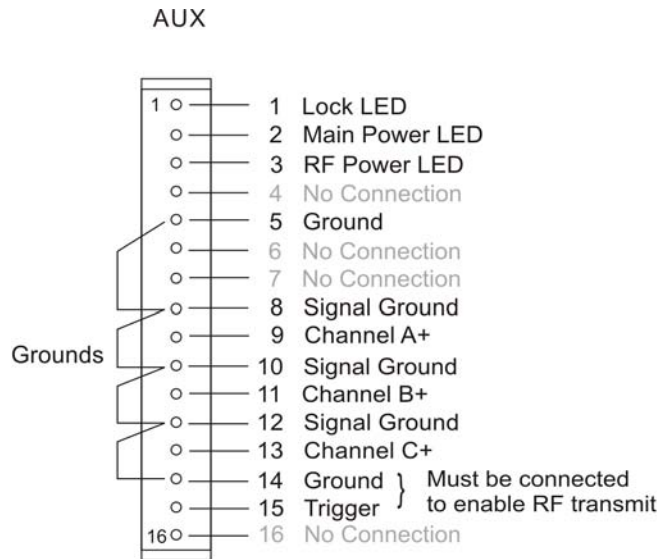 AUX
1 1 Lock LED
2 Main Power LED
3 RF Power LED
4 No Connection
5 Ground
6 No Connection
7 No Connection
8 Signal Ground
9 Channel A+
Grounds
10 Signal Ground
11 Channel B+
12 Signal Ground
13 Channel C+
14 Ground } Must be connected
15 Trigger to enable RF transmit
16 16 No Connection